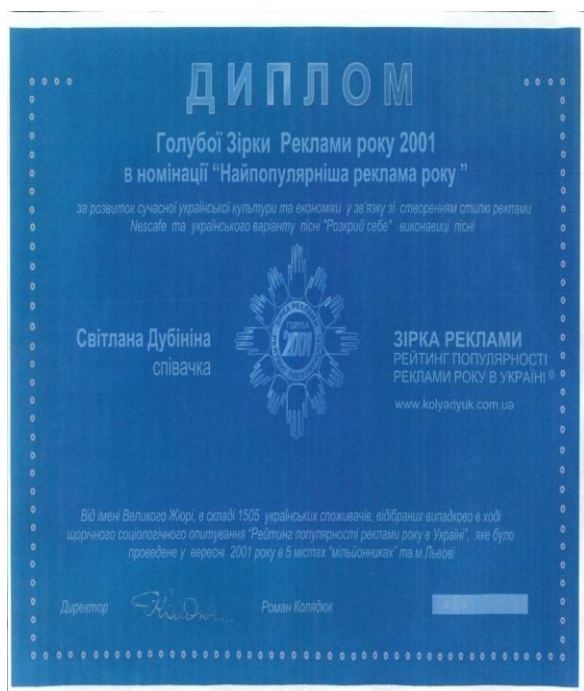 ДИПЛОМ
Голубої Зірки Реклами року 2001
в номінації “Найпопулярніша реклама року ”
за розвиток сучасної української культури та економіки у зв'язку зі створенням стилю реклами
Nescafe та українського варіанту пісні "Розкрий себе" виконавиці пісні
Світлана Дубініна
співачка
ГОЛУБА
2001
ЗІРКА РЕКЛАМИ
РЕЙТИНГ ПОПУЛЯРНОСТІ
РЕКЛАМИ РОКУ В УКРАЇНІ ©
www.kolyadyuk.com.ua
Від імені Великого Жюрі, в складі 1505 українських споживачів, відібраних випадково в ході
щорічного соціологічного опитування “Рейтинг популярності реклами року в Україні”, яке було
проведене у вересні 2001 року в 5 містах “мільйонниках” та м.Львові
Директор Роман Колядюк